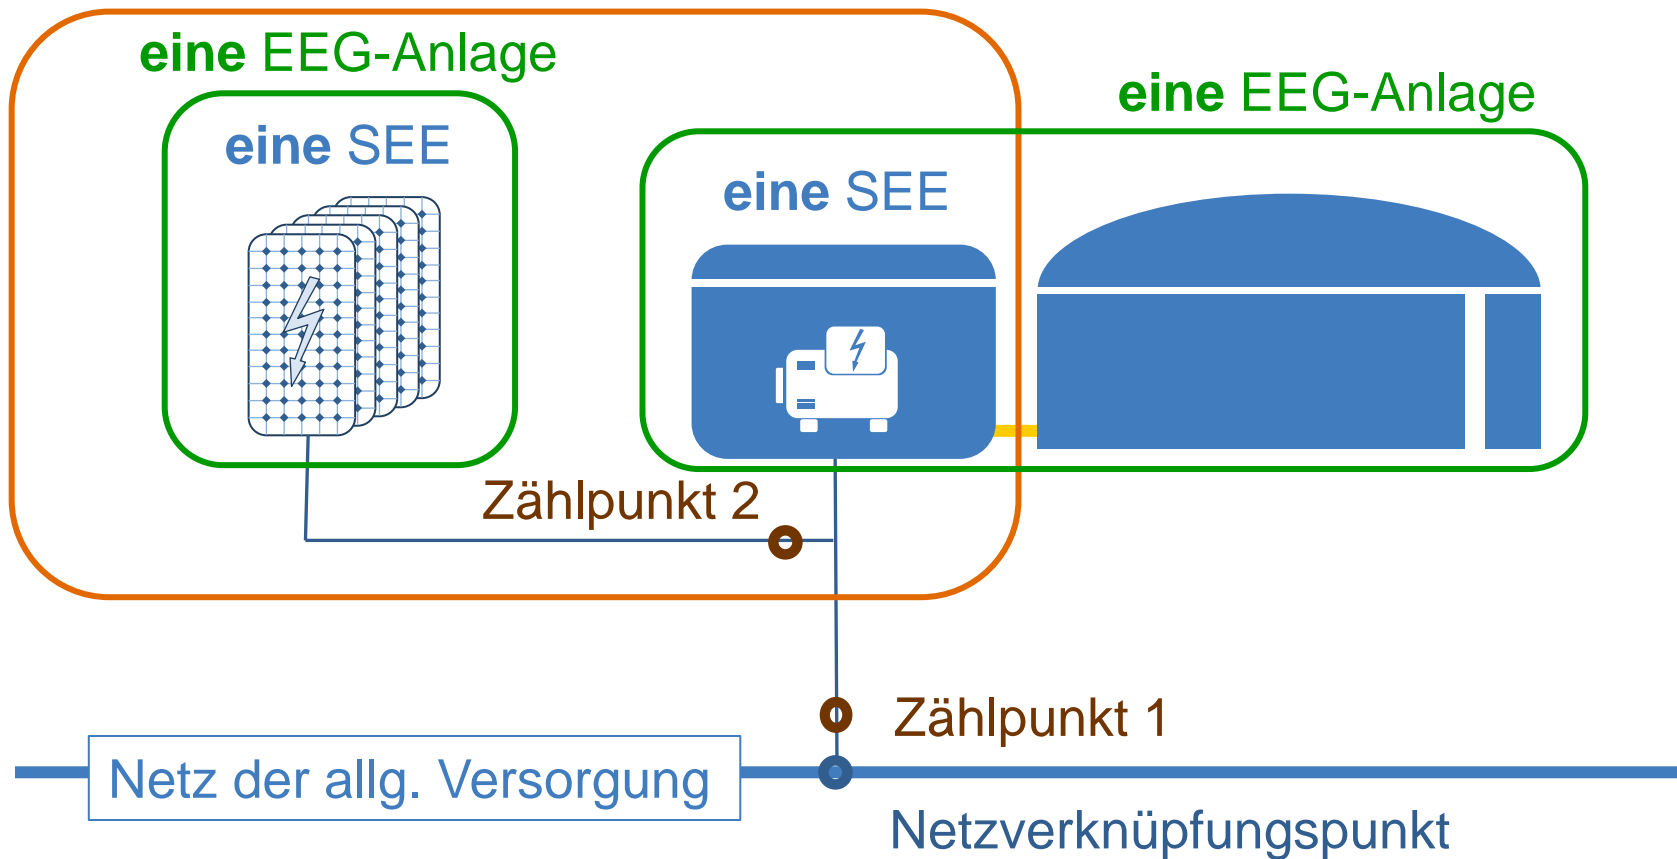 eine EEG-Anlage
eine EEG-Anlage
eine SEE
eine SEE
Zählpunkt 2
Zählpunkt 1
Netz der allg. Versorgung
Netzverknüpfungspunkt